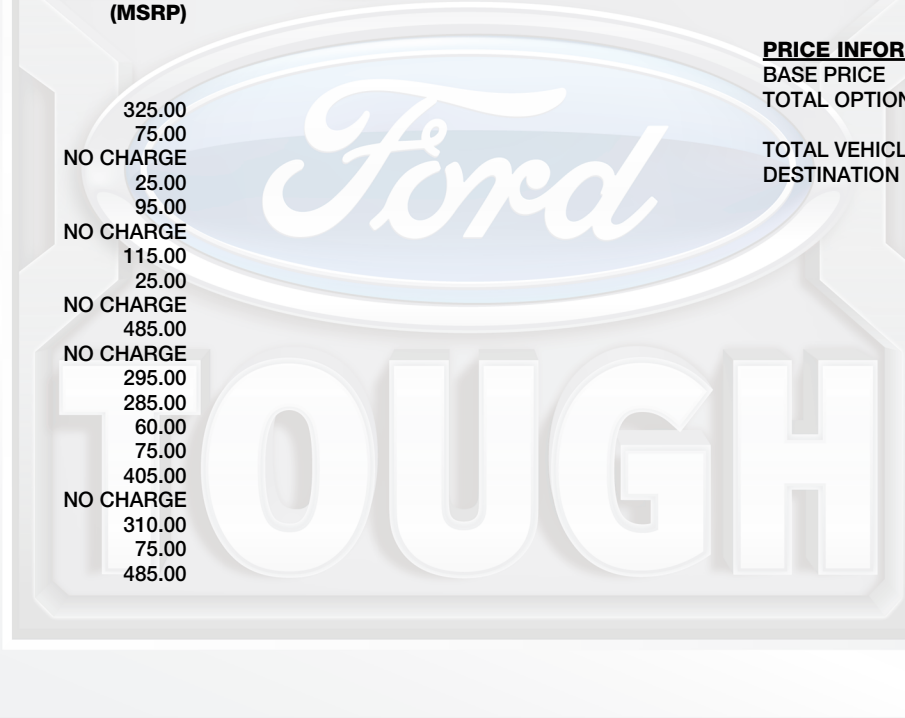 (MSRP)
325.00
75.00
NO CHARGE
25.00
95.00
NO CHARGE
115.00
25.00
NO CHARGE
485.00
NO CHARGE
295.00
285.00
60.00
75.00
405.00
NO CHARGE
310.00
75.00
485.00
PRICE INFOR
BASE PRICE
TOTAL OPTION
TOTAL VEHICL
DESTINATION
Ford
TOUGH